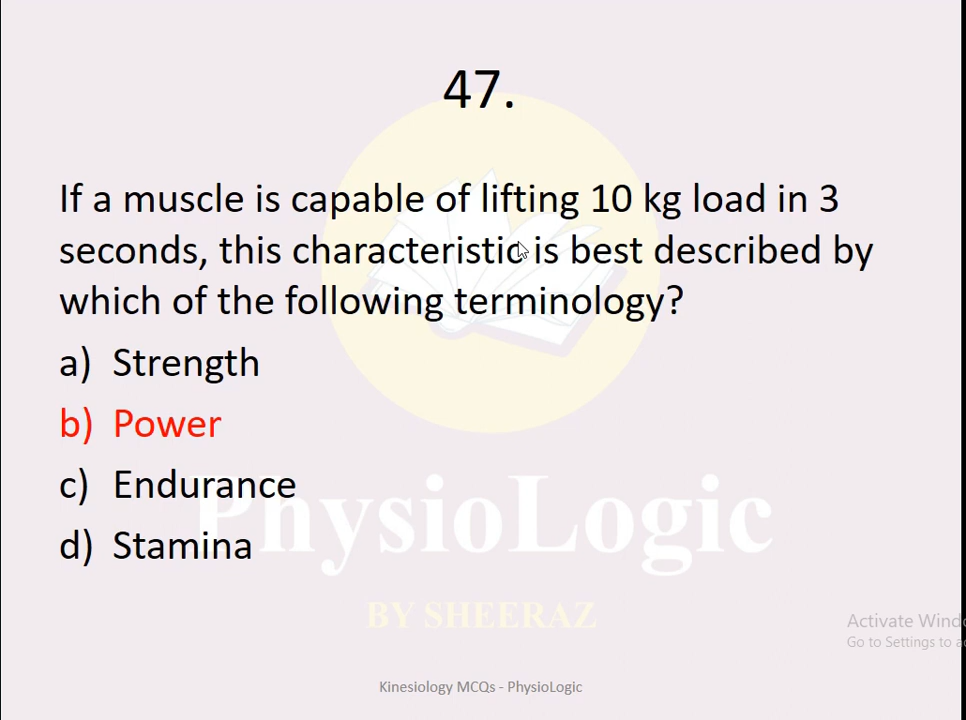 47.
If a muscle is capable of lifting 10 kg load in 3
seconds, this characteristic is best described by
which of the following terminology?
a) Strength
b) Power
c) Endurance
d) Stamina
PhysioLogic
BY SHEERAZ
Activate Windo
Go to Settings to a
Kinesiology MCQs - PhysioLogic